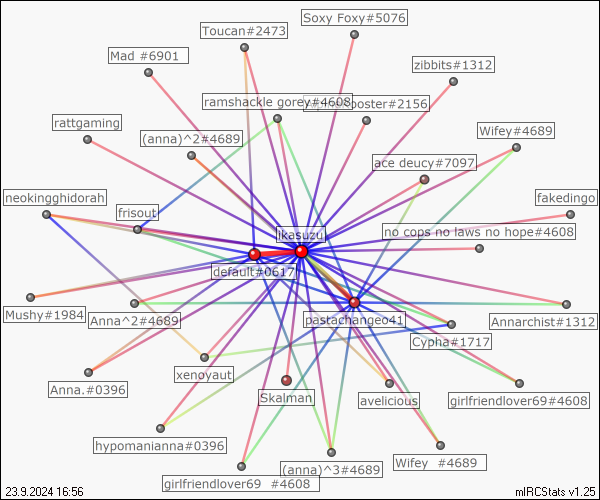 Soxy Foxy#5076
Toucan#2473
Mad #6901
zibbits#1312
ramshackle gorey#4608
poster#2156
rattgaming
(anna)^2#4689
Wifey#4689
ace deucy#7097
neokingghidorah
frisout
fakedingo
no cops no laws no hope#4608
ikasuzu
default#0617
Mushy#1984
Anna^2#4689
pastachangeo41
Annarchist#1312
Cypha#1717
xenoyaut
Anna.#0396
Skalman
avelicious
girlfriendlover69#4608
hypomanianna#0396
(anna)^3#4689
Wifey #4689
girlfriendlover69 #4608
23.9.2024 16:56
mIRCStats v1.25